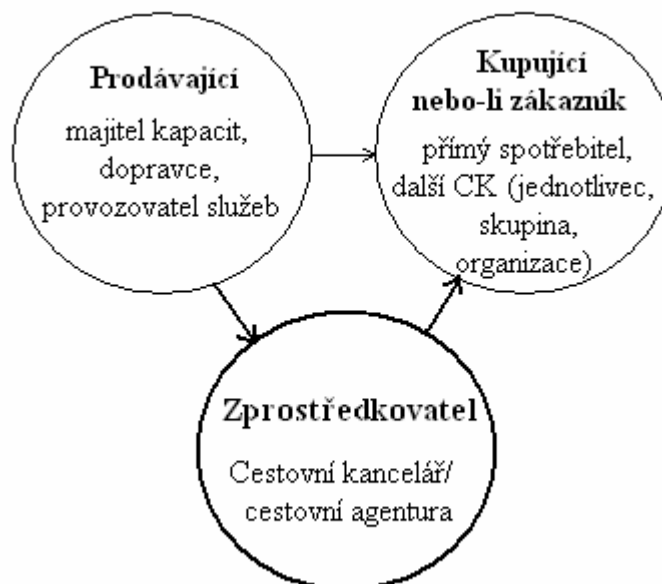 Prodávající
majitel kapacit,
dopravce,
provozovatel služeb
Kupující
nebo-li zákazník
přímý spotřebitel,
další CK (jednotlivec,
skupina,
organizace)
Zprostředkovatel
Cestovní kancelář/
cestovní agentura